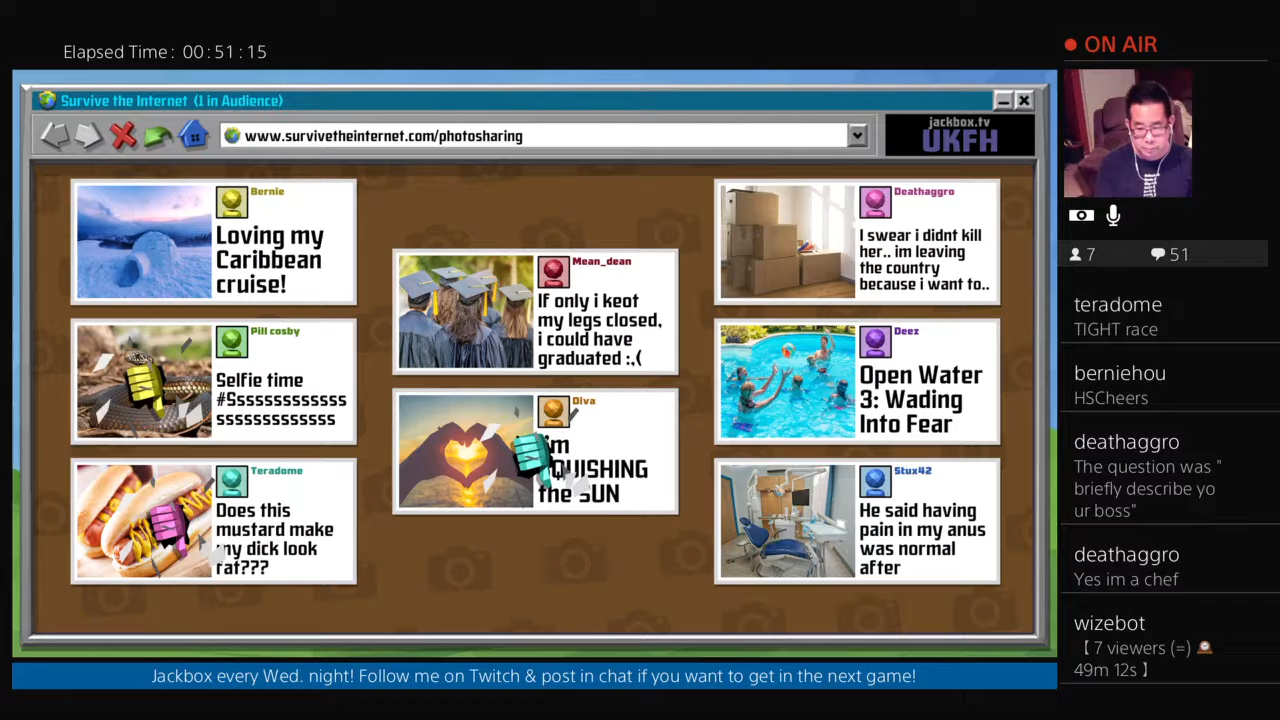 Elapsed Time: 00:51:15
ON AIR
Survive the Internet (1 in Audience)
www.survivetheinternet.com/photosharing
jackbox.tv
UKFH
Bernie
Loving my
Caribbean
cruise!
Pill cosby
Selfie time
#Sssssssssssss
sssssssssssss
Teradome
Does this
mustard make
my dick look
raf???
Mean_dean
If only i keot
my legs closed,
i could have
graduated :,(
Diva
the SUN
Deathaggro
I swear i didnt kill
her.. im leaving
the country
because i want to..
Deez
Open Water
3: Wading
Into Fear
Stux42
He said having
pain in my anus
was normal
after
7 51
teradome
TIGHT race
berniehou
HSCheers
deathaggro
The question was "
briefly describe yo
ur boss"
deathaggro
Yes im a chef
wizebot
【 7 viewers (=) 🕰
49m 12s 】
Jackbox every Wed. night! Follow me on Twitch & post in chat if you want to get in the next game!